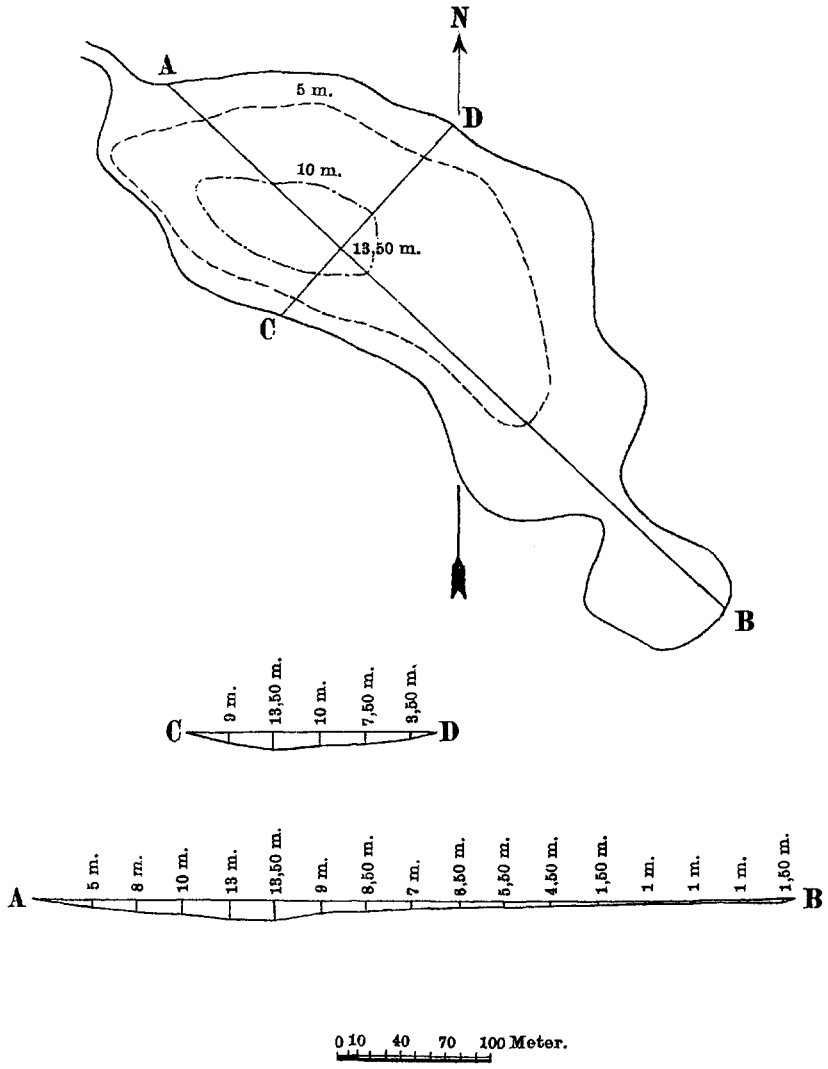 N
A
5 m.
D
10 m.
13,50 m.
C
B
9 m.
13,50 m.
10 m.
7,50 m.
3,50 m.
C
D
5 m.
8 m.
10 m.
13 m.
13,50 m.
9 m.
8,50 m.
7 m.
6,50 m.
5,50 m.
4,50 m.
1,50 m.
1 m.
1 m.
1 m.
1,50 m.
A
B
0 10 40 70 100 Meter.